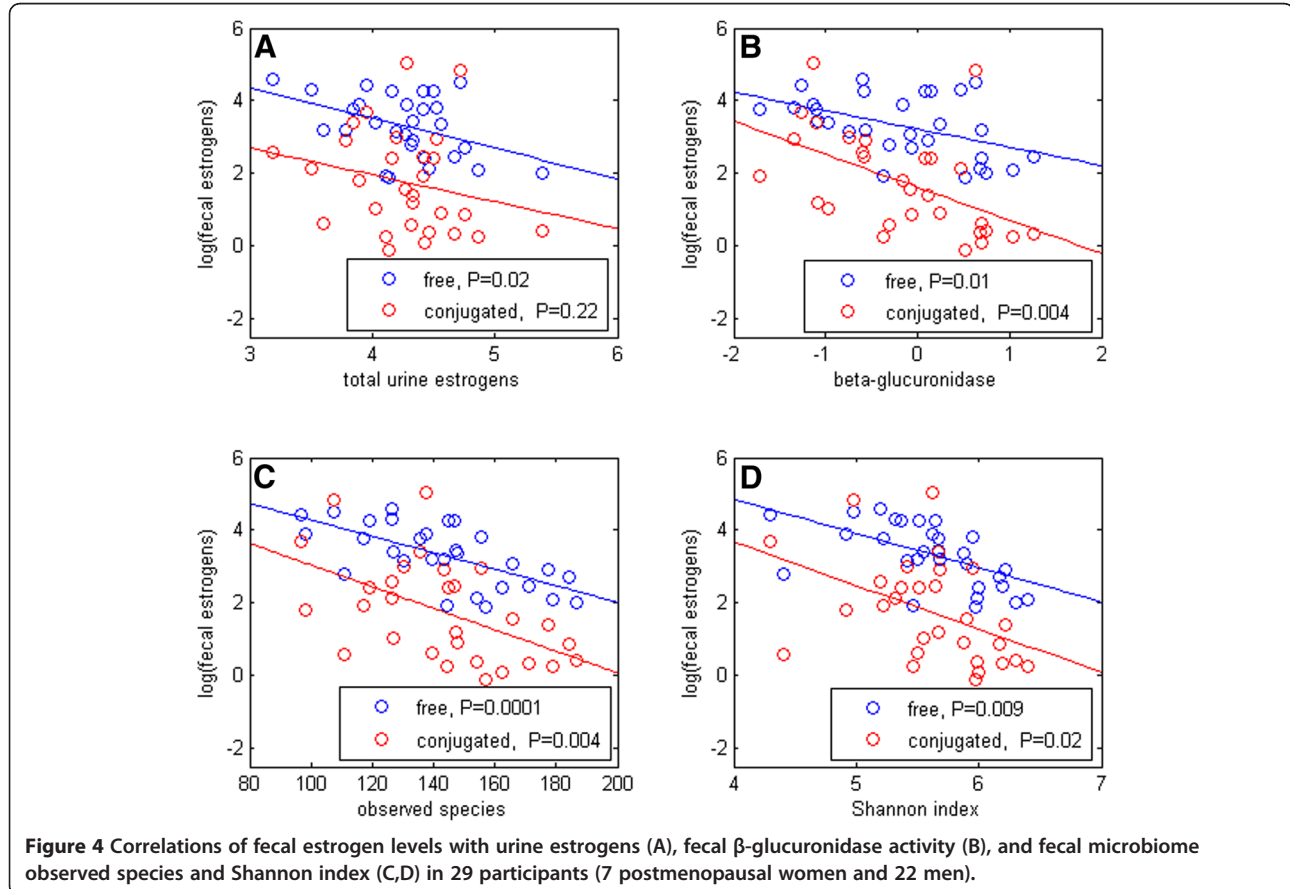 A
log(fecal estrogens)
6
4
2
0
-2
free, P=0.02
conjugated, P=0.22
3 4 5 6
total urine estrogens
B
log(fecal estrogens)
6
4
2
0
-2
free, P=0.01
conjugated, P=0.004
-2 -1 0 1 2
beta-glucuronidase
C
log(fecal estrogens)
6
4
2
0
-2
free, P=0.0001
conjugated, P=0.004
80 100 120 140 160 180 200
observed species
D
log(fecal estrogens)
6
4
2
0
-2
free, P=0.009
conjugated, P=0.02
4 5 6 7
Shannon index
Figure 4 Correlations of fecal estrogen levels with urine estrogens (A), fecal β-glucuronidase activity (B), and fecal microbiome
observed species and Shannon index (C,D) in 29 participants (7 postmenopausal women and 22 men).